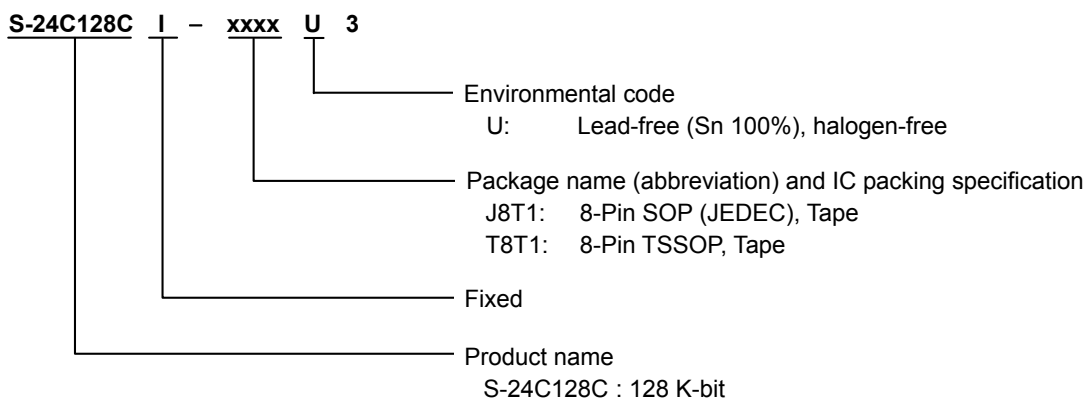 S-24C128C I – xxxx U 3
Environmental code
U: Lead-free (Sn 100%), halogen-free
Package name (abbreviation) and IC packing specification
J8T1: 8-Pin SOP (JEDEC), Tape
T8T1: 8-Pin TSSOP, Tape
Fixed
Product name
S-24C128C : 128 K-bit